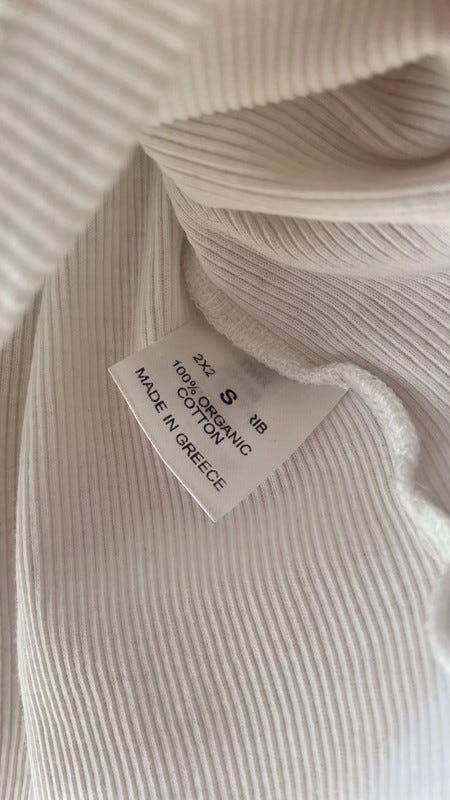 2X2 RIB
S
100% ORGANIC
COTTON
MADE IN GREECE